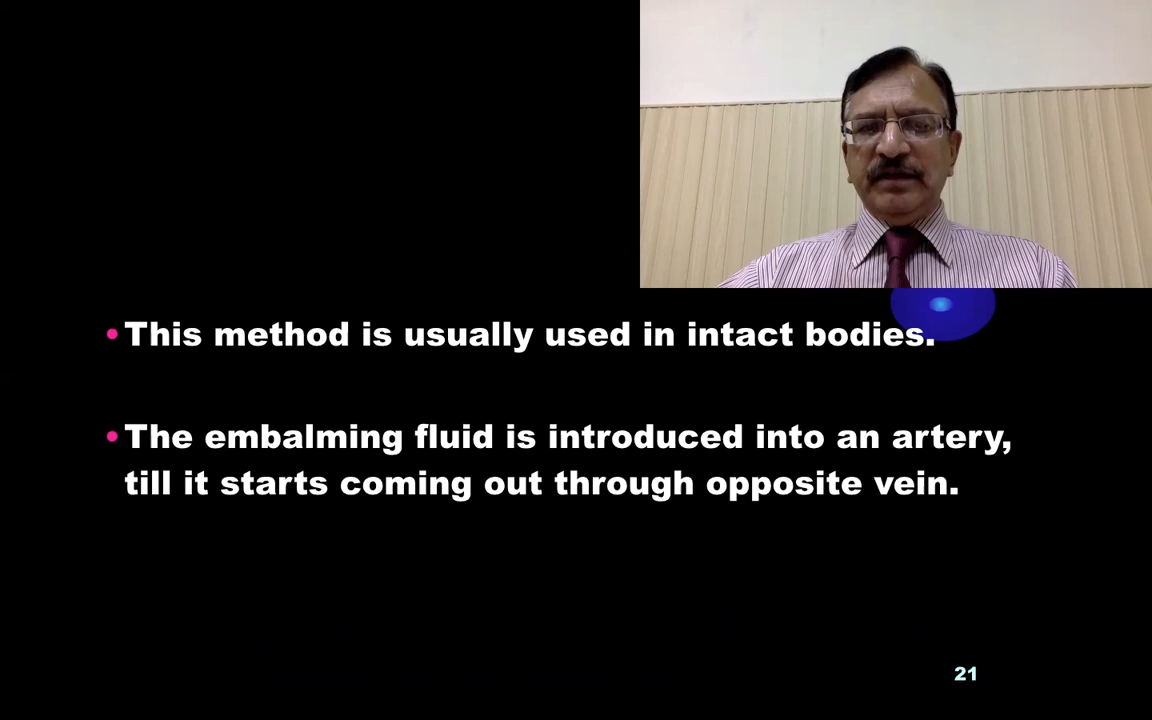 •This method is usually used in intact bodies.
•The embalming fluid is introduced into an artery,
till it starts coming out through opposite vein.
21